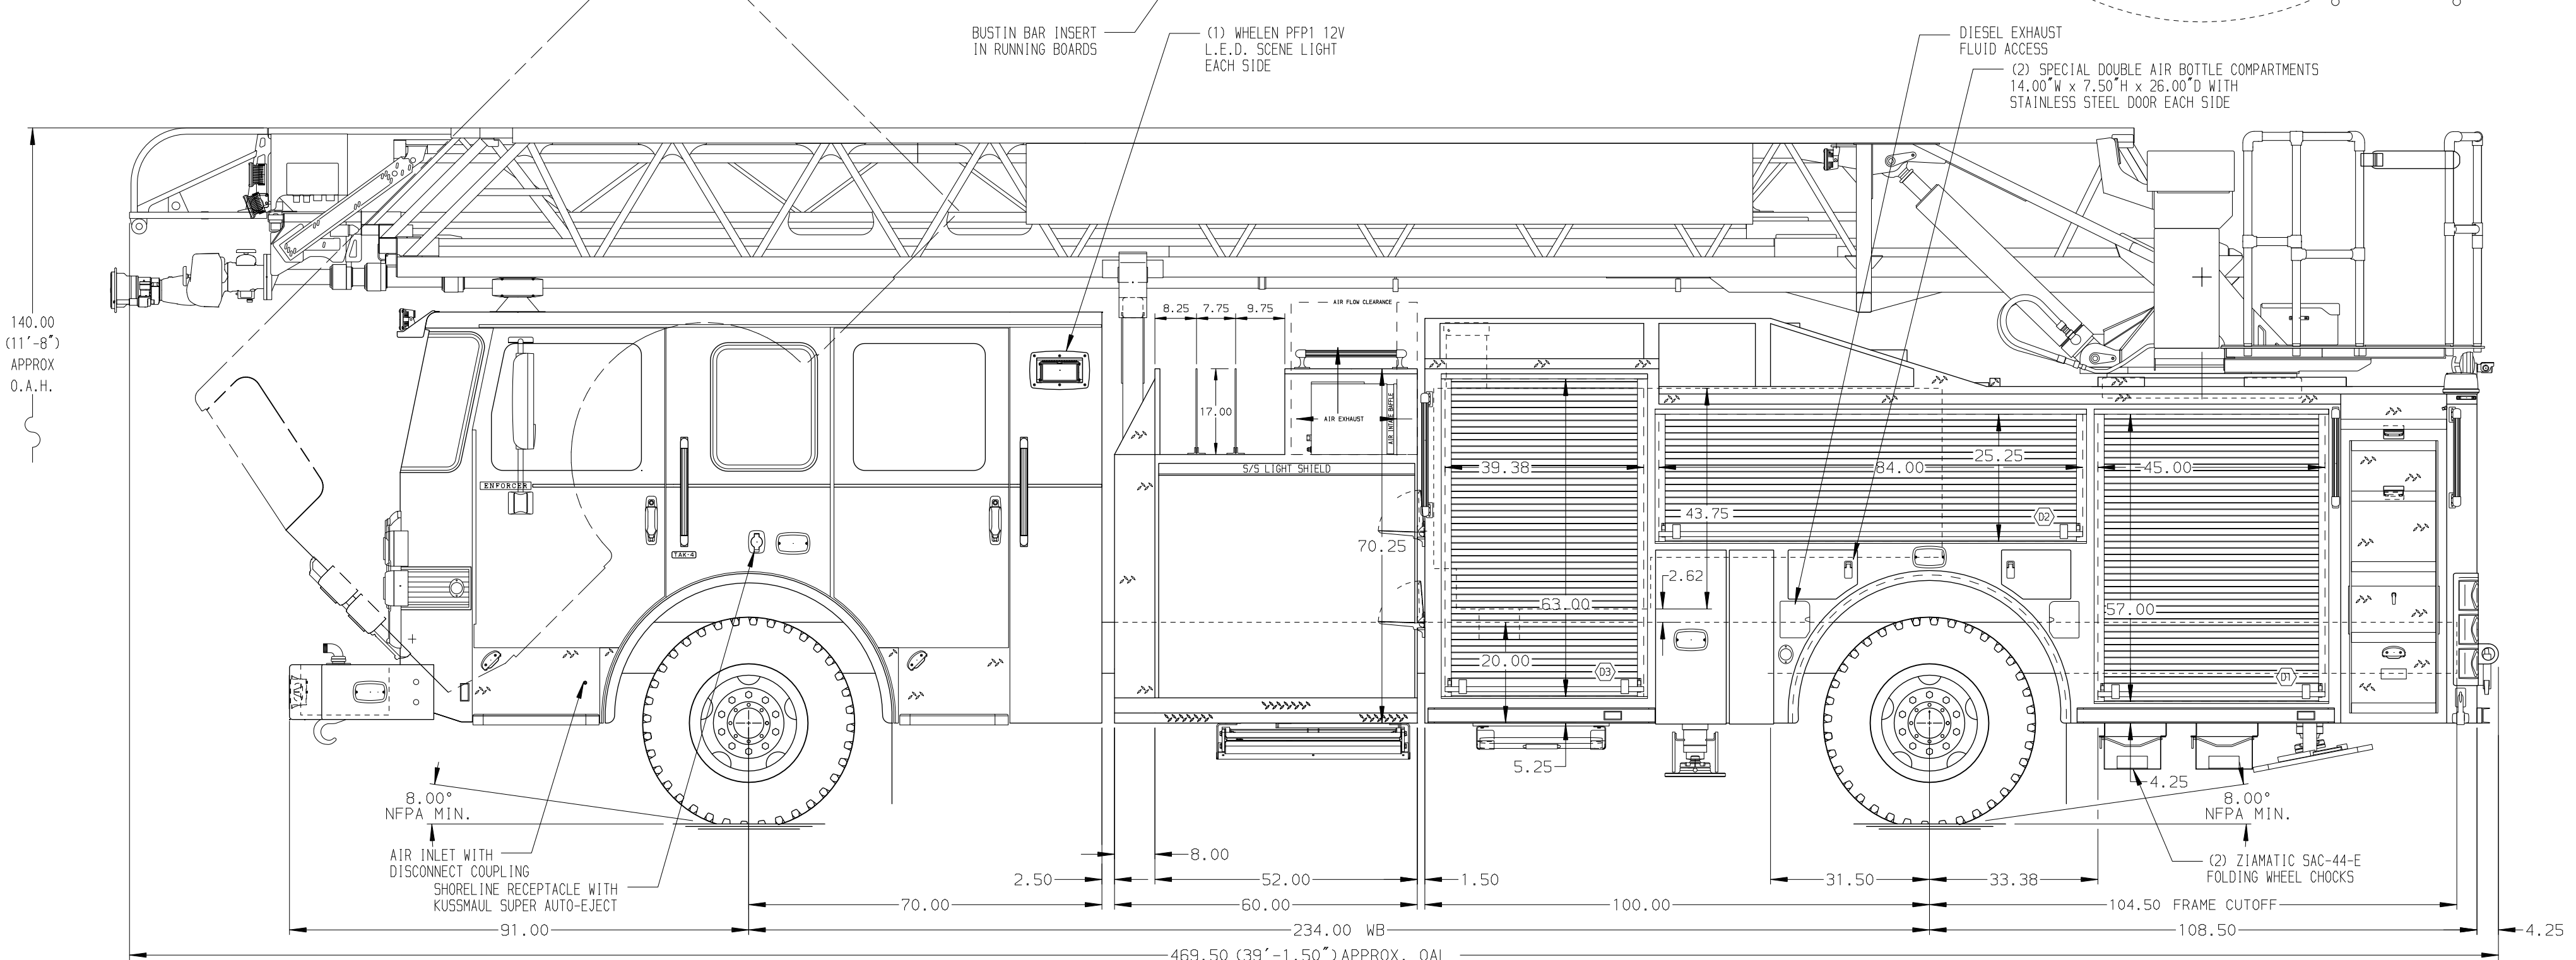 BUSTIN BAR INSERT
IN RUNNING BOARDS
(1) WHELEN PFP1 12V
L.E.D. SCENE LIGHT
EACH SIDE
DIESEL EXHAUST
FLUID ACCESS
(2) SPECIAL DOUBLE AIR BOTTLE COMPARTMENTS
14.00"W x 7.50"H x 26.00"D WITH
STAINLESS STEEL DOOR EACH SIDE
140.00
(11'-8")
APPROX
O.A.H.
8.25
7.75
9.75
AIR FLOW CLEARANCE
17.00
AIR EXHAUST
AIR INTAKE BAFFLE
S/S LIGHT SHIELD
ENFORCER
TAK-4
39.38
84.00
25.25
45.00
43.75
D2
70.25
2.62
63.00
57.00
20.00
D3
D1
5.25
4.25
8.00°
NFPA MIN.
8.00°
NFPA MIN.
AIR INLET WITH
DISCONNECT COUPLING
SHORELINE RECEPTACLE WITH
KUSSMAUL SUPER AUTO-EJECT
(2) ZIAMATIC SAC-44-E
FOLDING WHEEL CHOCKS
8.00
2.50
52.00
1.50
31.50
33.38
70.00
60.00
100.00
104.50 FRAME CUTOFF
91.00
234.00 WB
108.50
4.25
469.50 (39'-1.50") APPROX. OAL